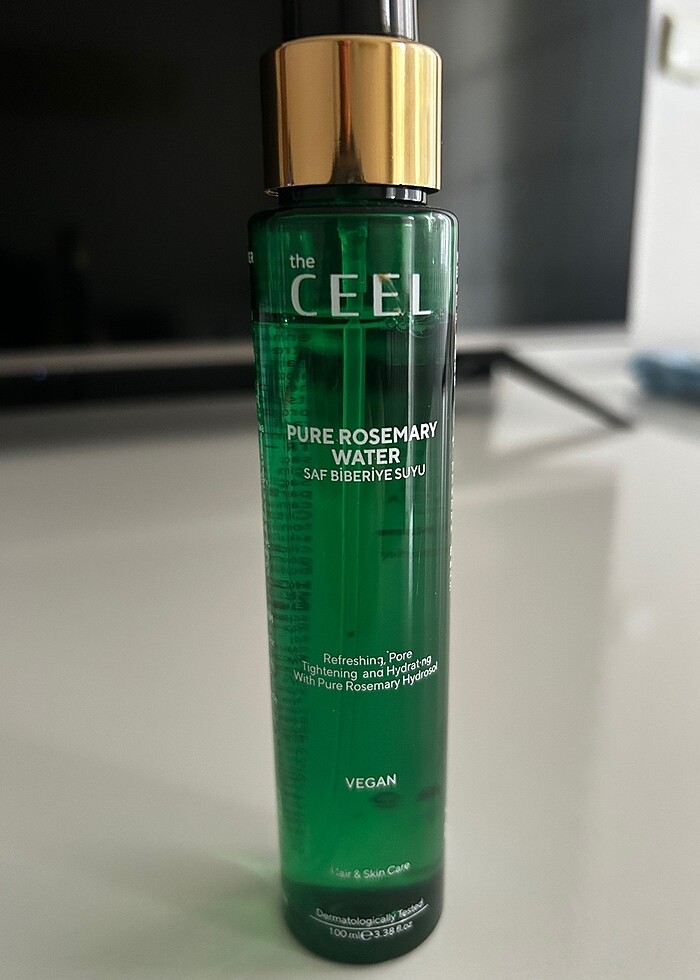 the
CEEL
PURE ROSEMARY
WATER
SAF BİBERİYE SUYU
Refreshing, Pore
Tightening and Hydrating
With Pure Rosemary Hydrosol
VEGAN
Hair & Skin Care
Dermatologically Tested
100 ml ℮ 3.38 fl.oz